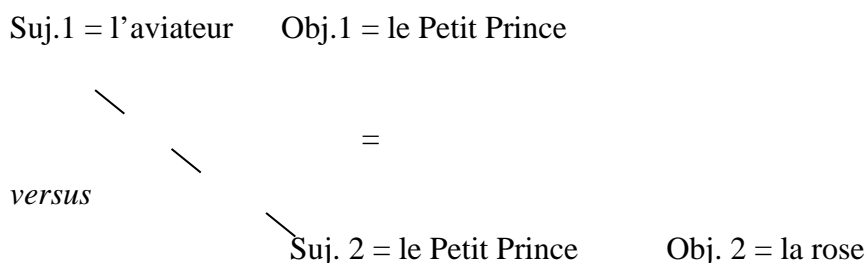 Suj.1 = l’aviateur Obj.1 = le Petit Prince
=
versus
Suj. 2 = le Petit Prince Obj. 2 = la rose